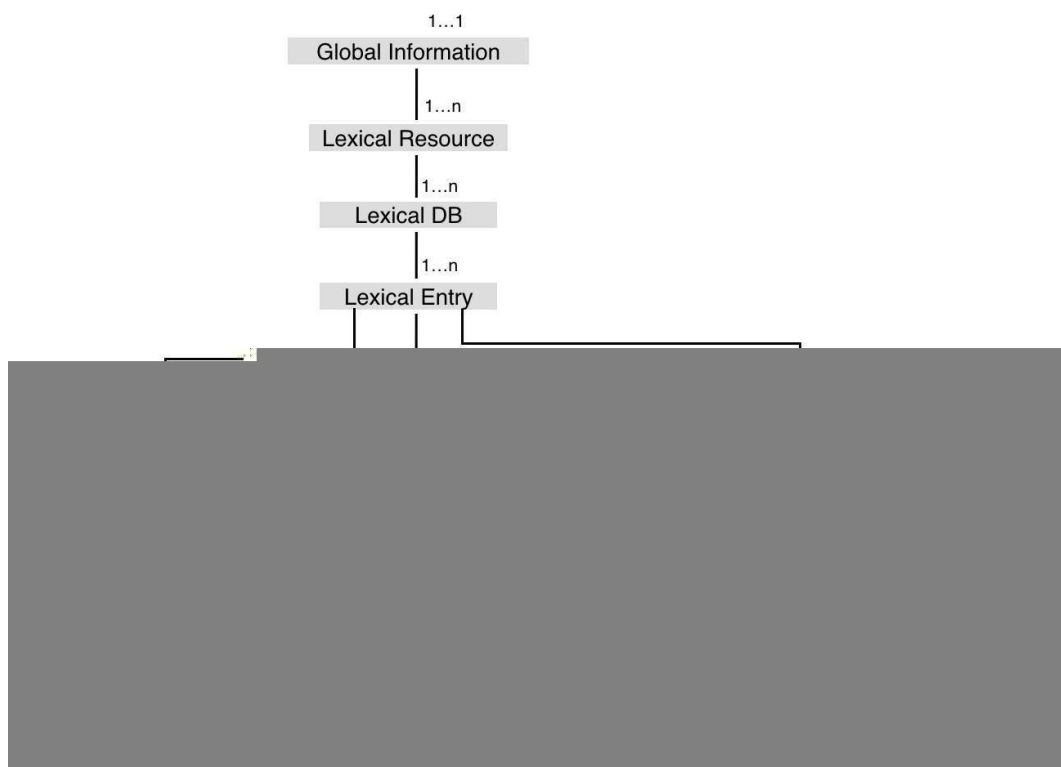 1…1
Global Information
1…n
Lexical Resource
1…n
Lexical DB
1…n
Lexical Entry